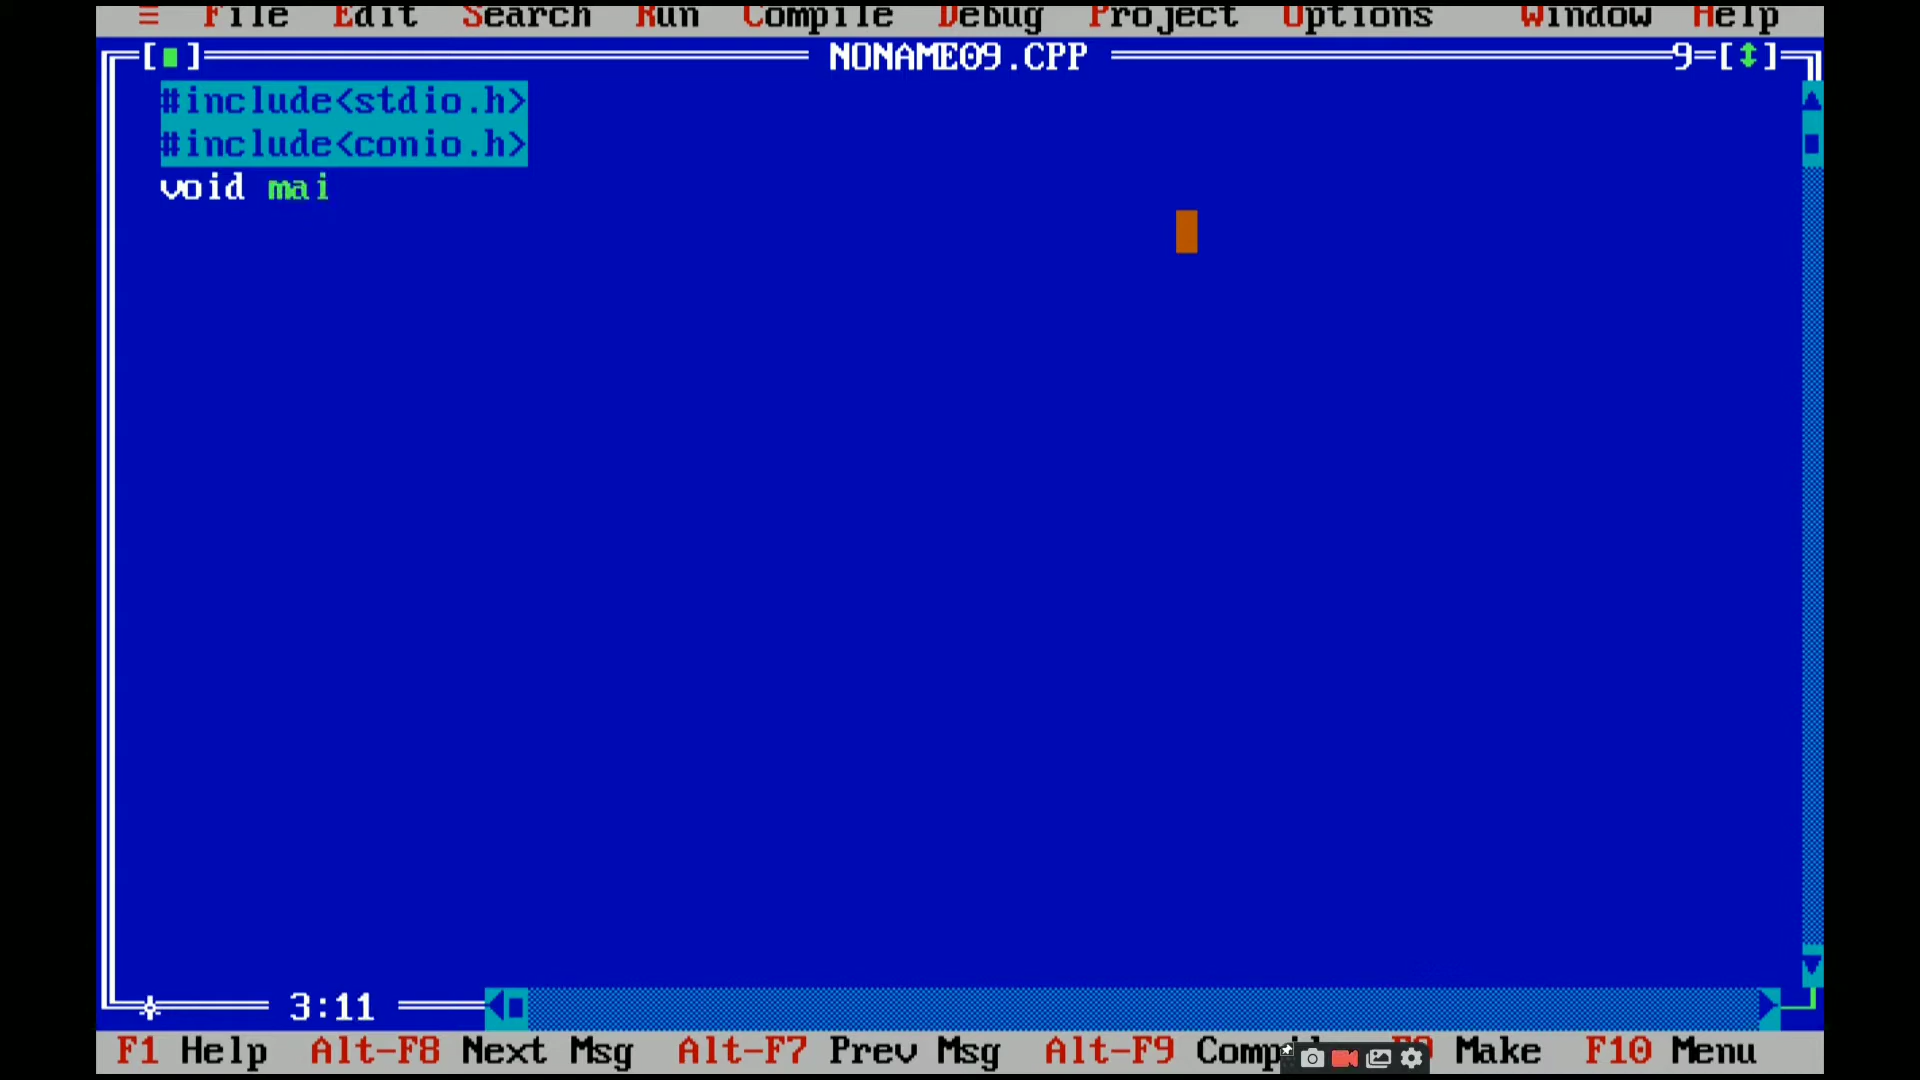 ≡ File Edit Search Run Compile Debug Project Options Window Help
[■] NONAME09.CPP 9=[↕]
#include<stdio.h>
#include<conio.h>
void mai
3:11
F1 Help Alt-F8 Next Msg Alt-F7 Prev Msg Alt-F9 F9 Make F10 Menu